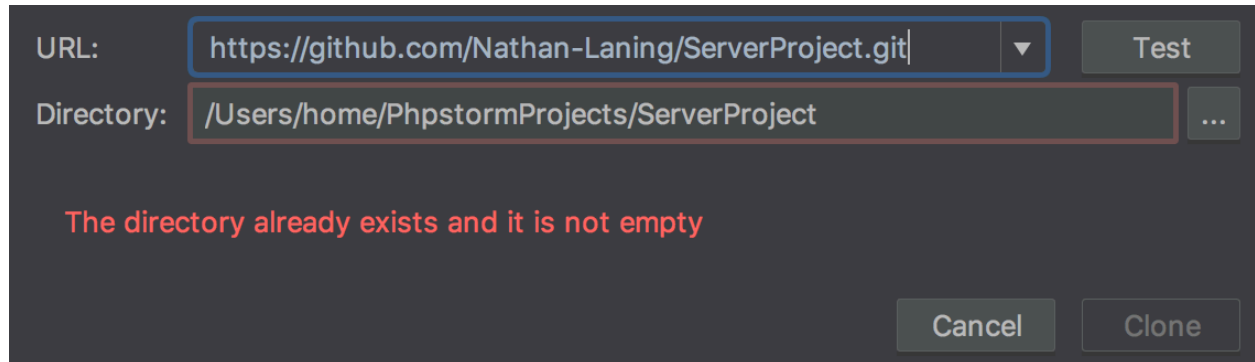 URL: https://github.com/Nathan-Laning/ServerProject.git Test
Directory: /Users/home/PhpstormProjects/ServerProject ...
The directory already exists and it is not empty
Cancel Clone